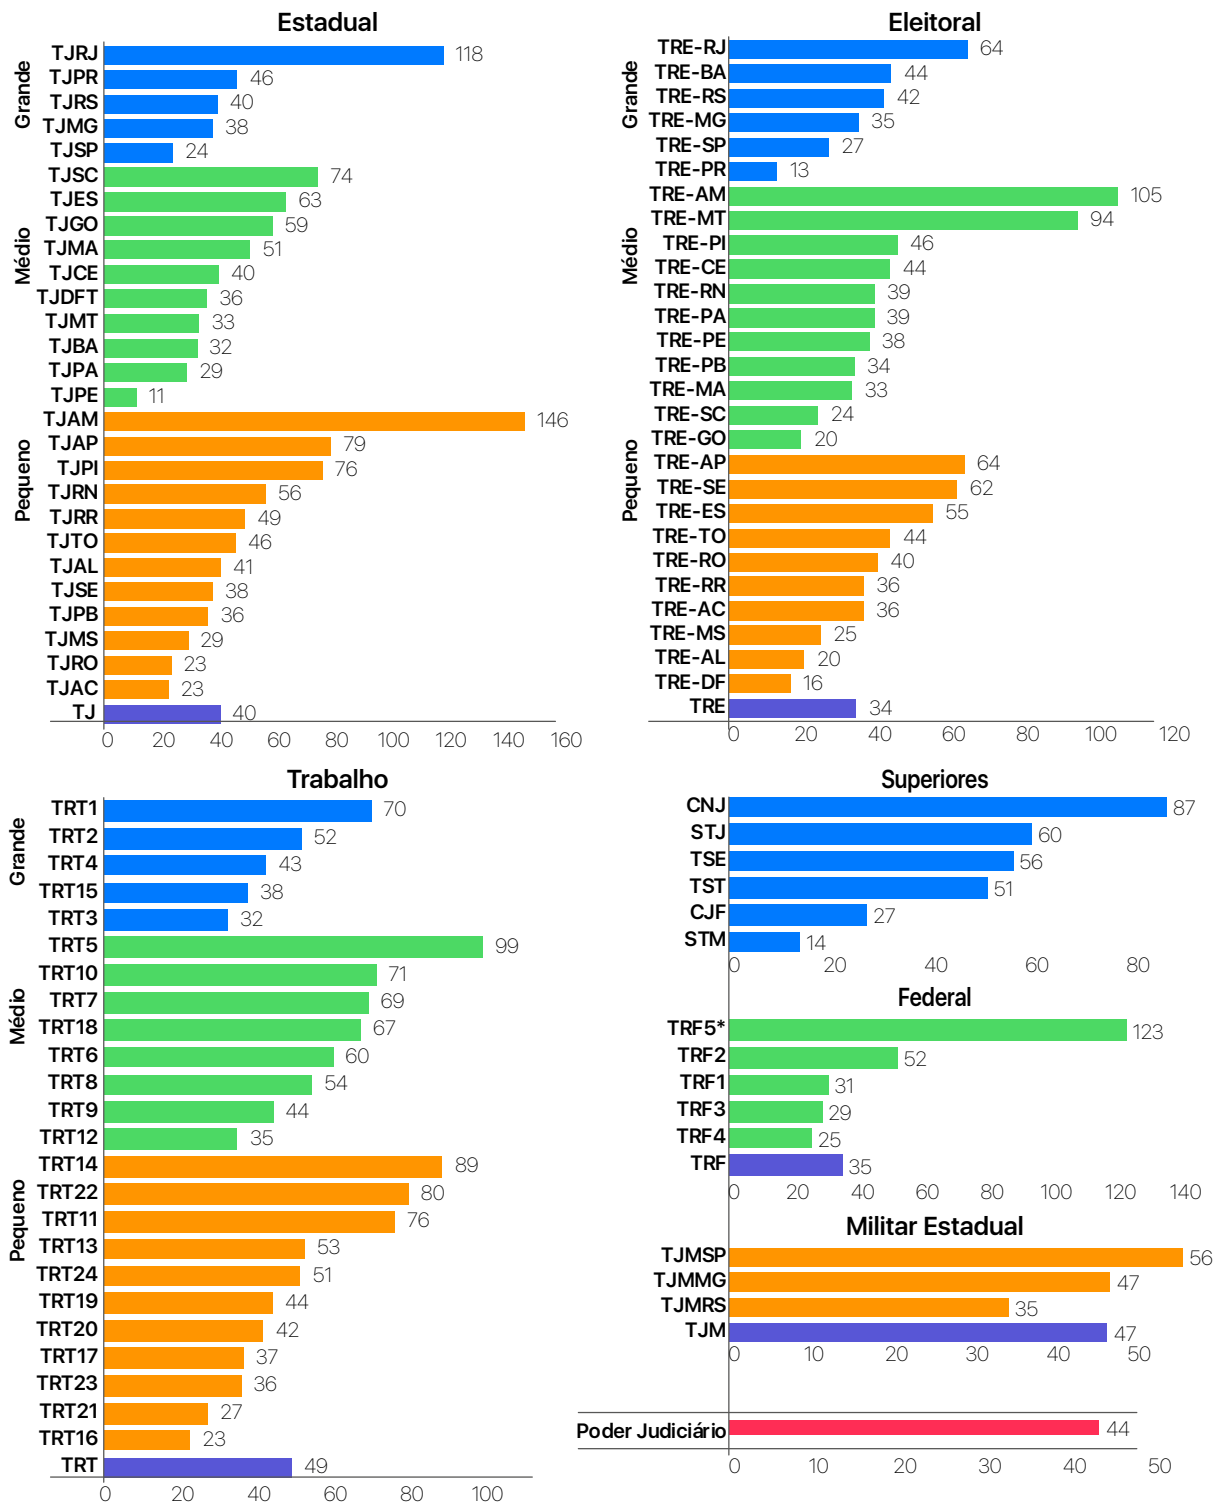 Estadual
Grande
TJRJ 118
TJPR 46
TJRS 40
TJMG 38
TJSP 24
Médio
TJSC 74
TJES 63
TJGO 59
TJMA 51
TJCE 40
TJDFT 36
TJMT 33
TJBA 32
TJPA 29
TJPE 11
Pequeno
TJAM 146
TJAP 79
TJPI 76
TJRN 56
TJRR 49
TJTO 46
TJAL 41
TJSE 38
TJPB 36
TJMS 29
TJRO 23
TJAC 23
TJ 40
0 20 40 60 80 100 120 140 160
Eleitoral
Grande
TRE-RJ 64
TRE-BA 44
TRE-RS 42
TRE-MG 35
TRE-SP 27
TRE-PR 13
Médio
TRE-AM 105
TRE-MT 94
TRE-PI 46
TRE-CE 44
TRE-RN 39
TRE-PA 39
TRE-PE 38
TRE-PB 34
TRE-MA 33
TRE-SC 24
TRE-GO 20
Pequeno
TRE-AP 64
TRE-SE 62
TRE-ES 55
TRE-TO 44
TRE-RO 40
TRE-RR 36
TRE-AC 36
TRE-MS 25
TRE-AL 20
TRE-DF 16
TRE 34
0 20 40 60 80 100 120
Trabalho
Grande
TRT1 70
TRT2 52
TRT4 43
TRT15 38
TRT3 32
Médio
TRT5 99
TRT10 71
TRT7 69
TRT18 67
TRT6 60
TRT8 54
TRT9 44
TRT12 35
Pequeno
TRT14 89
TRT22 80
TRT11 76
TRT13 53
TRT24 51
TRT19 44
TRT20 42
TRT17 37
TRT23 36
TRT21 27
TRT16 23
TRT 49
0 20 40 60 80 100
Superiores
CNJ 87
STJ 60
TSE 56
TST 51
CJF 27
STM 14
0 20 40 60 80
Federal
TRF5* 123
TRF2 52
TRF1 31
TRF3 29
TRF4 25
TRF 35
0 20 40 60 80 100 120 140
Militar Estadual
TJMSP 56
TJMMG 47
TJMRS 35
TJM 47
0 10 20 30 40 50
Poder Judiciário 44
0 10 20 30 40 50